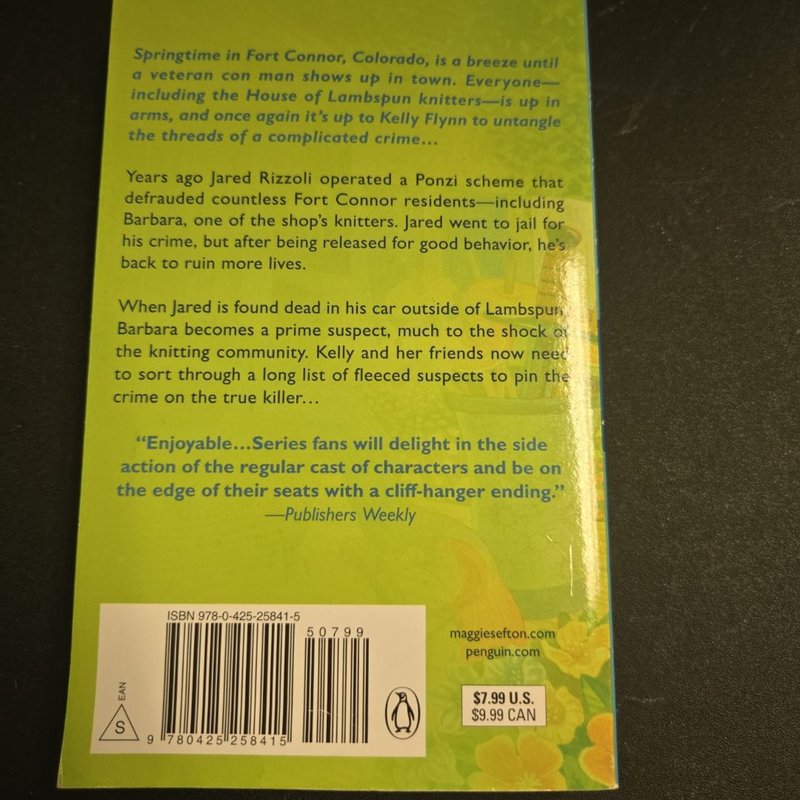 Springtime in Fort Connor, Colorado, is a breeze until
a veteran con man shows up in town. Everyone—
including the House of Lambspun knitters—is up in
arms, and once again it's up to Kelly Flynn to untangle
the threads of a complicated crime...
Years ago Jared Rizzoli operated a Ponzi scheme that
defrauded countless Fort Connor residents—including
Barbara, one of the shop's knitters. Jared went to jail for
his crime, but after being released for good behavior, he's
back to ruin more lives.
When Jared is found dead in his car outside of Lambspun,
Barbara becomes a prime suspect, much to the shock of
the knitting community. Kelly and her friends now need
to sort through a long list of fleeced suspects to pin the
crime on the true killer...
“Enjoyable...Series fans will delight in the side
action of the regular cast of characters and be on
the edge of their seats with a cliff-hanger ending.”
—Publishers Weekly
ISBN 978-0-425-25841-5
50799
EAN
S
9 780425 258415
maggiesefton.com
penguin.com
$7.99 U.S.
$9.99 CAN